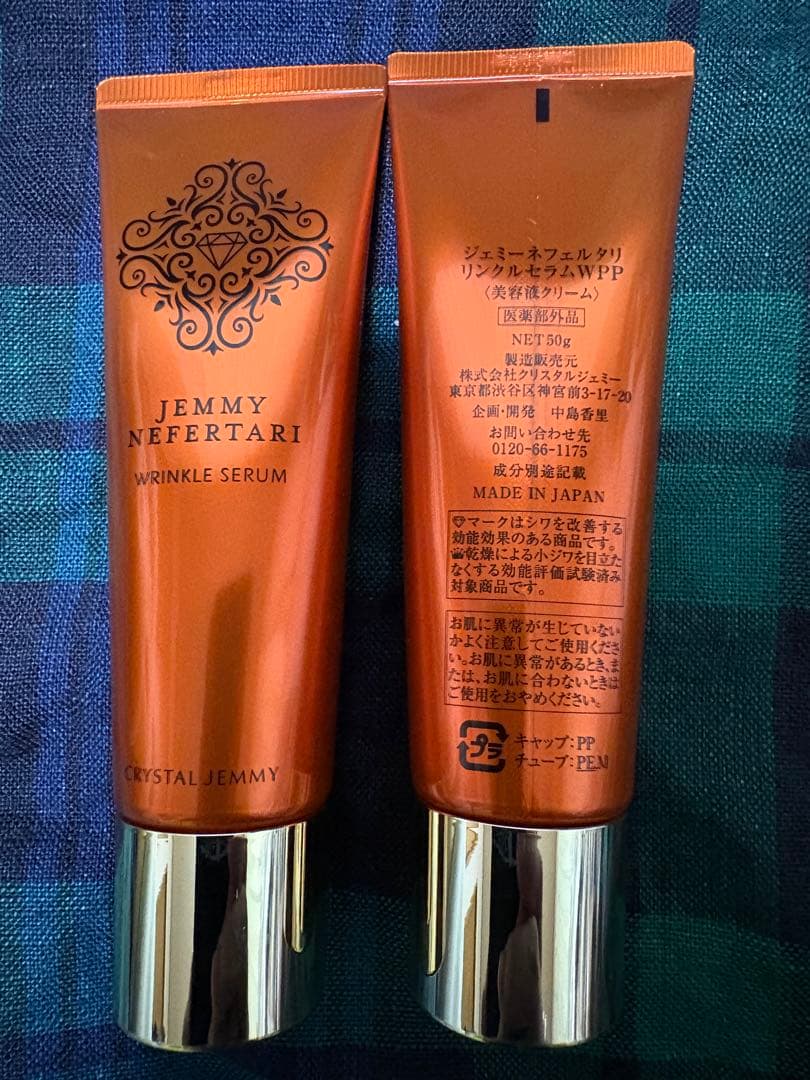 JEMMY
NEFERTARI
WRINKLE SERUM
CRYSTAL JEMMY
ジェミーネフェルタリ
リンクルセラムWPP
〈美容液クリーム〉
医薬部外品
NET50g
製造販売元
株式会社クリスタルジェミー
東京都渋谷区神宮前3-17-20
企画・開発 中島香里
お問い合わせ先
0120-66-1175
成分別途記載
MADE IN JAPAN
マークはシワを改善する
効能効果のある商品です。
乾燥による小ジワを目立た
なくする効能評価試験済み
対象商品です。
お肌に異常が生じていない
かよく注意してご使用くださ
い。お肌に異常があるとき、ま
たは、お肌に合わないときは
ご使用をおやめください。
プラ
キャップ:PP
チューブ:PE,M